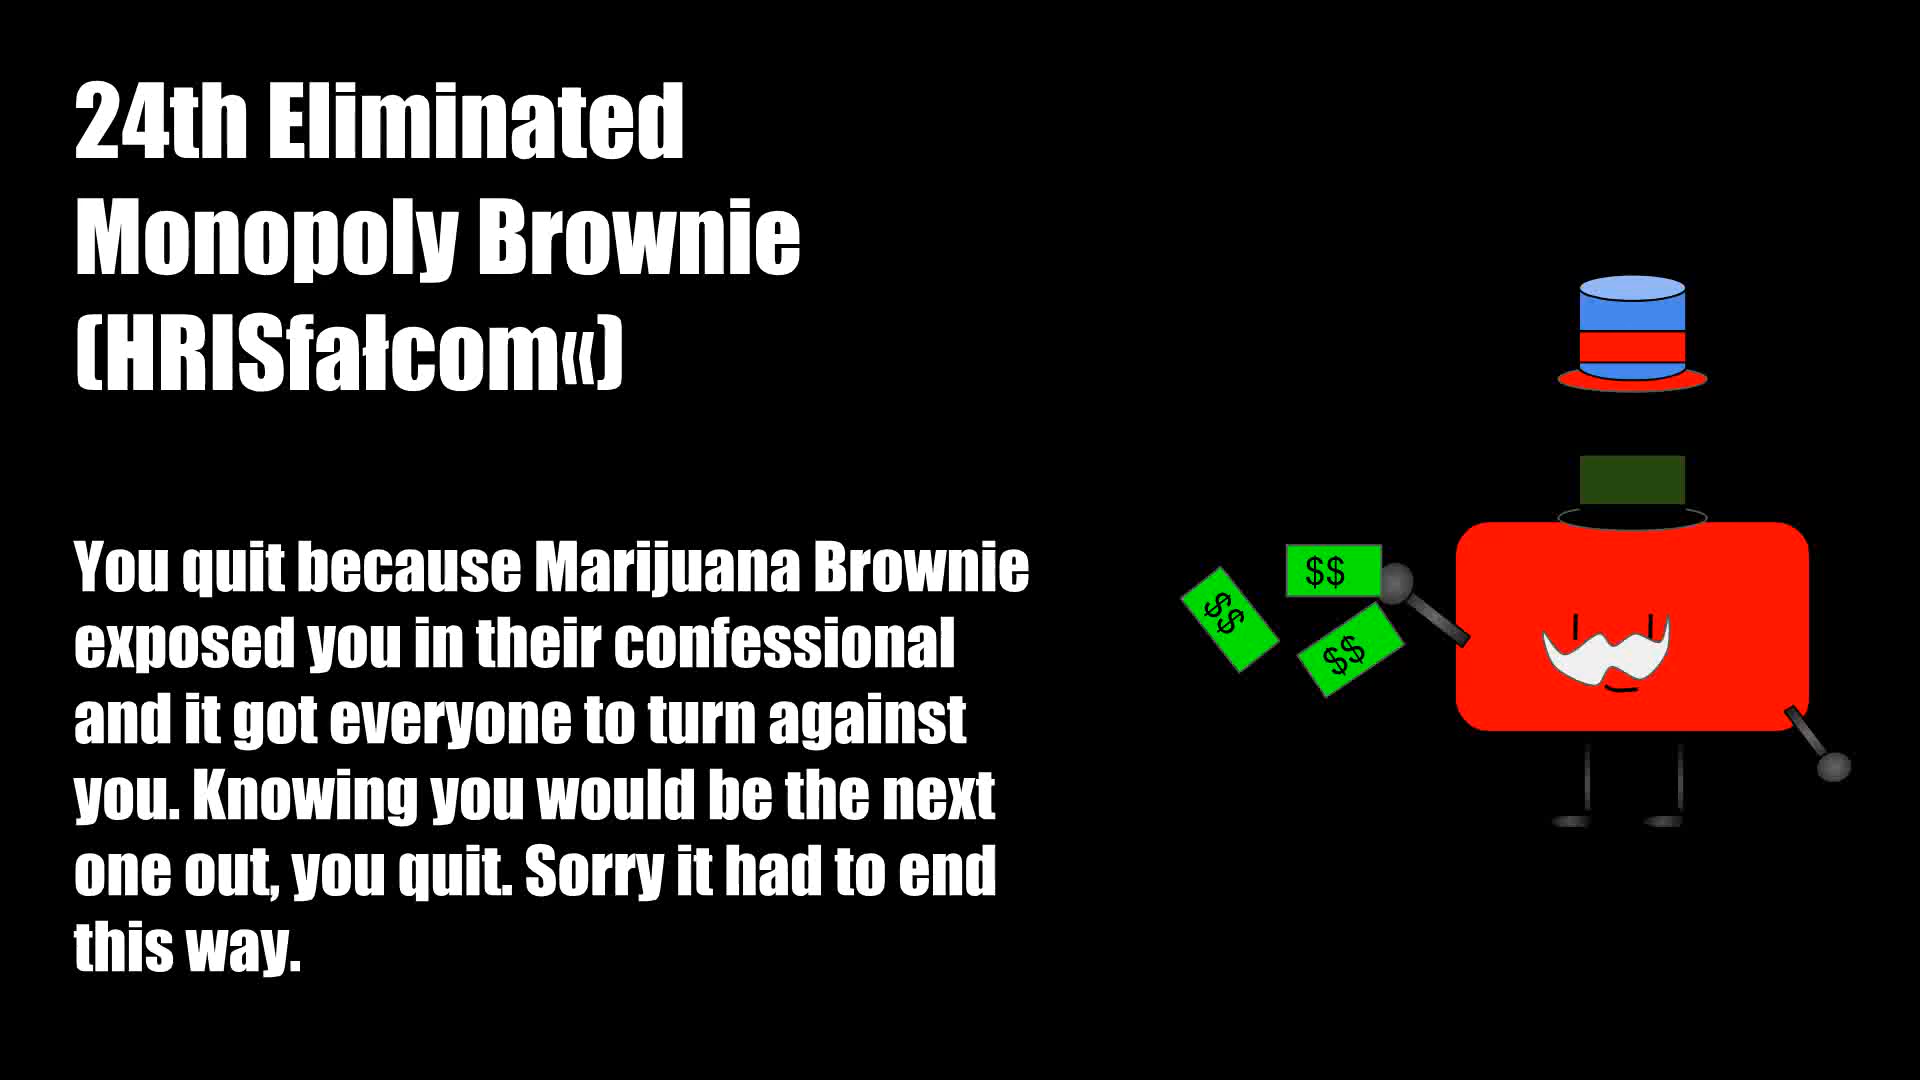 24th Eliminated
Monopoly Brownie
(HRISfałcom⟪)
You quit because Marijuana Brownie
exposed you in their confessional
and it got everyone to turn against
you. Knowing you would be the next
one out, you quit. Sorry it had to end
this way.
$$
$$
$$